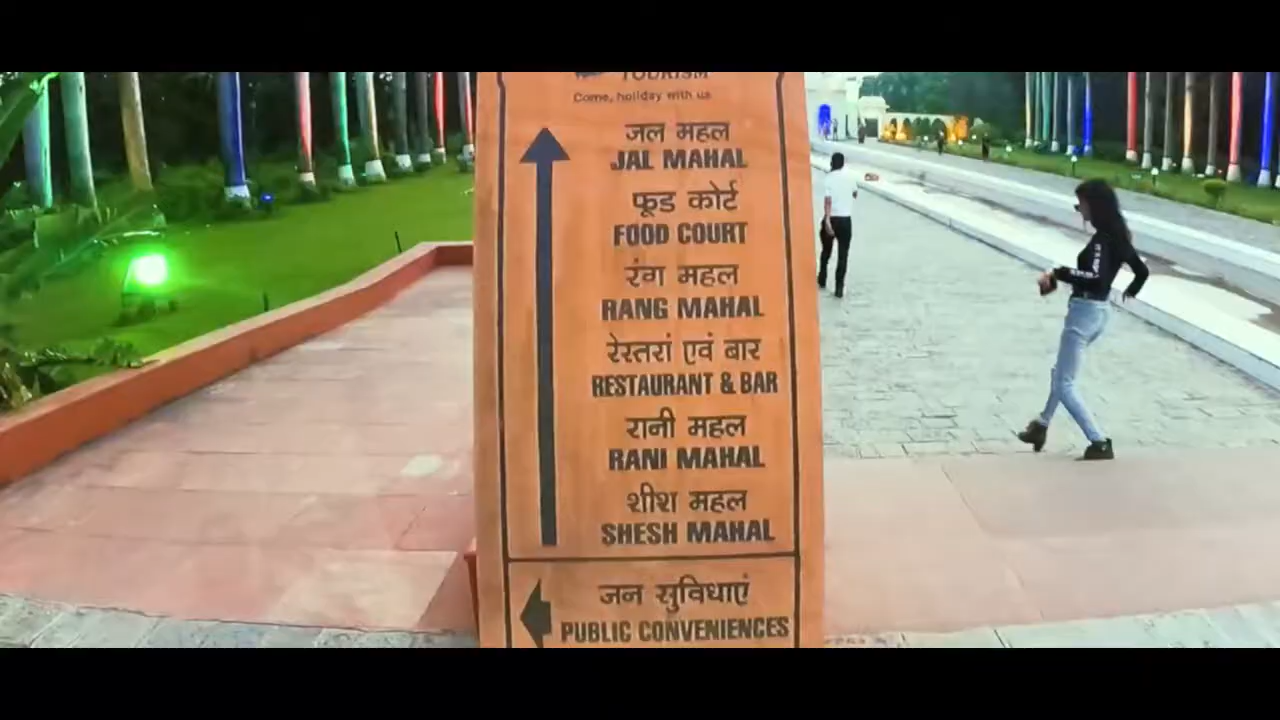 TOURISM
Come, holiday with us
जल महल
JAL MAHAL
फूड कोर्ट
FOOD COURT
रंग महल
RANG MAHAL
रेस्तरां एवं बार
RESTAURANT & BAR
रानी महल
RANI MAHAL
शीश महल
SHESH MAHAL
जन सुविधाएं
PUBLIC CONVENIENCES